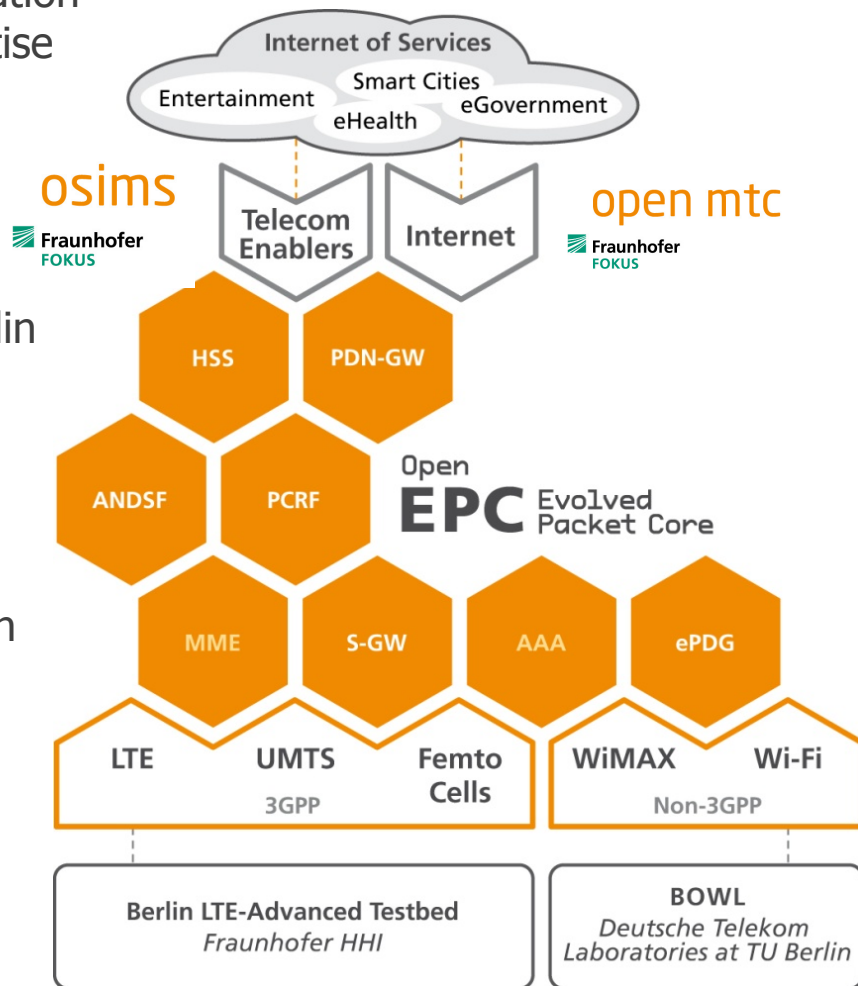 Internet of Services
Smart Cities
Entertainment
eGovernment
eHealth
osims
Fraunhofer
FOKUS
Telecom
Enablers
Internet
open mtc
Fraunhofer
FOKUS
HSS
PDN-GW
ANDSF
PCRF
Open
EPC Evolved
Packet Core
MME
S-GW
AAA
ePDG
LTE
UMTS
Femto
Cells
3GPP
WiMAX
Wi-Fi
Non-3GPP
Berlin LTE-Advanced Testbed
Fraunhofer HHI
BOWL
Deutsche Telekom
Laboratories at TU Berlin